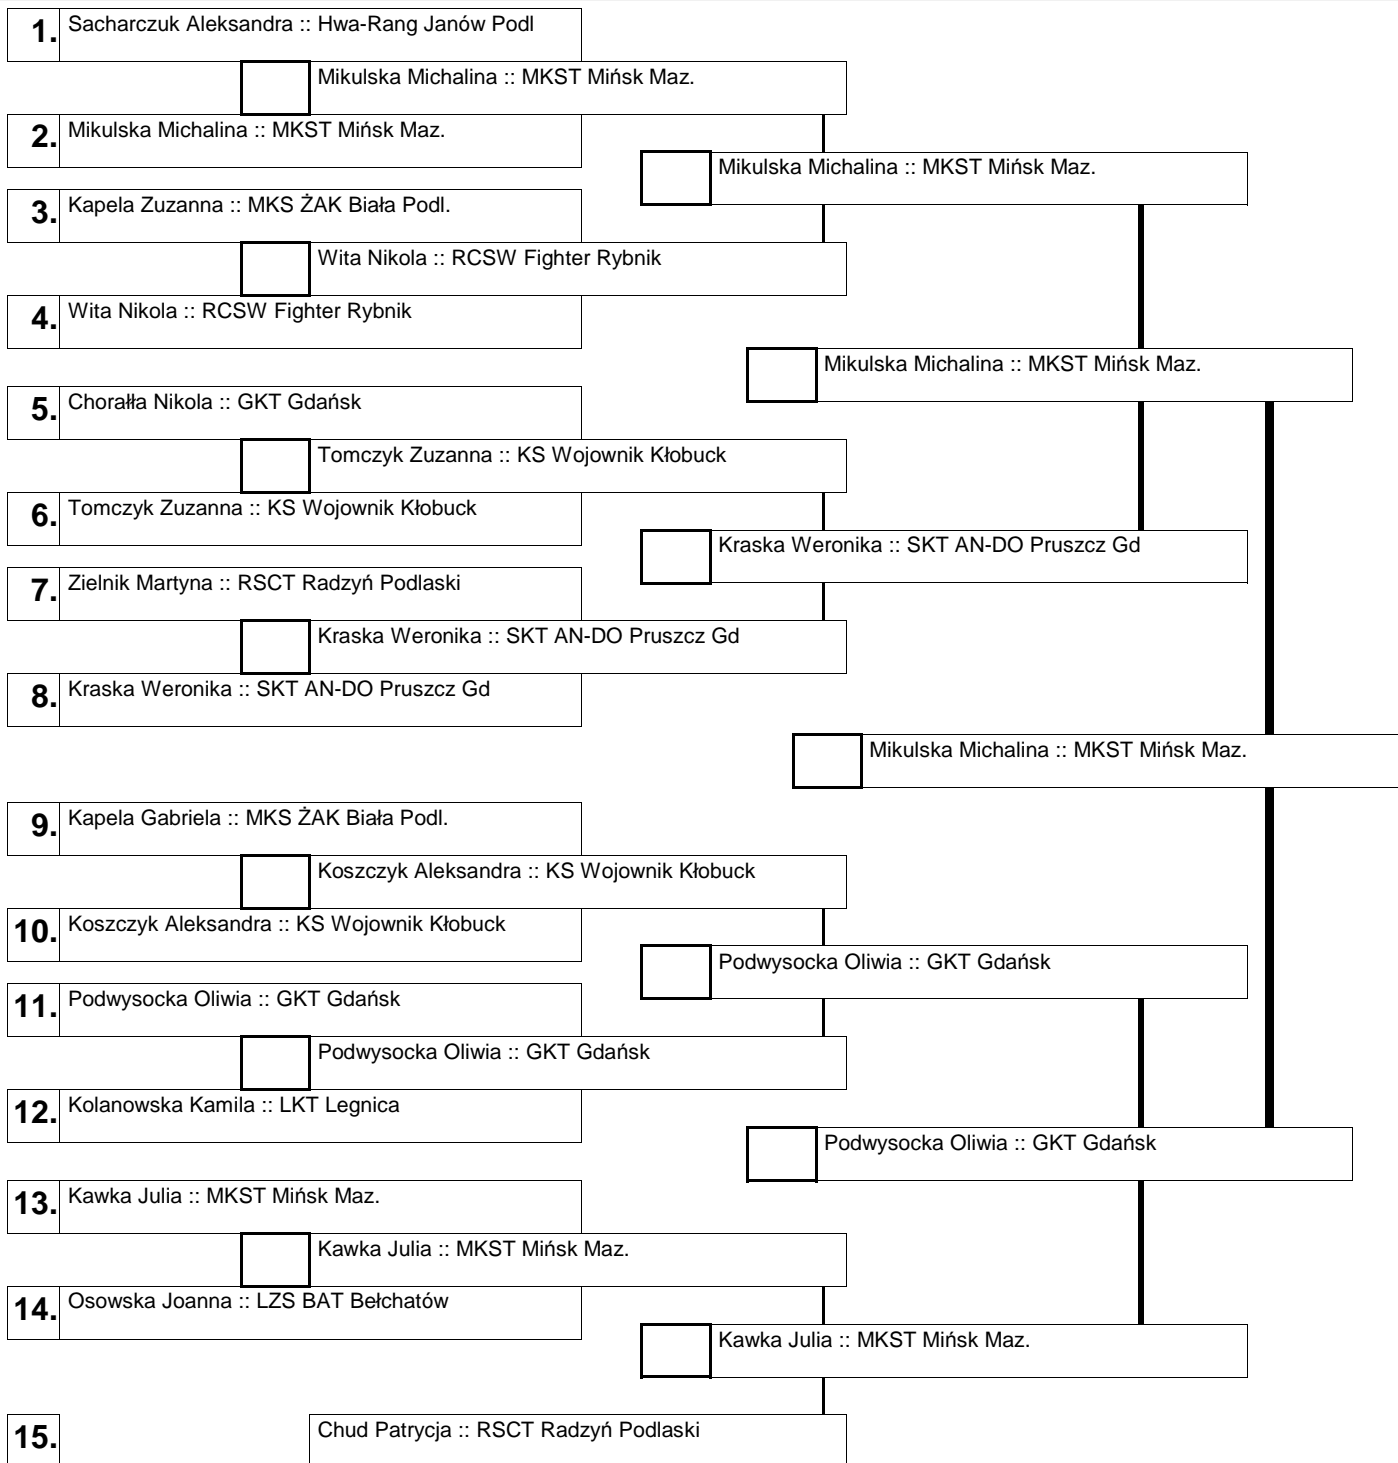 1. Sacharczuk Aleksandra :: Hwa-Rang Janów Podl
Mikulska Michalina :: MKST Mińsk Maz.
2. Mikulska Michalina :: MKST Mińsk Maz.
Mikulska Michalina :: MKST Mińsk Maz.
3. Kapela Zuzanna :: MKS ŻAK Biała Podl.
Wita Nikola :: RCSW Fighter Rybnik
4. Wita Nikola :: RCSW Fighter Rybnik
Mikulska Michalina :: MKST Mińsk Maz.
5. Chorałła Nikola :: GKT Gdańsk
Tomczyk Zuzanna :: KS Wojownik Kłobuck
6. Tomczyk Zuzanna :: KS Wojownik Kłobuck
Kraska Weronika :: SKT AN-DO Pruszcz Gd
7. Zielnik Martyna :: RSCT Radzyń Podlaski
Kraska Weronika :: SKT AN-DO Pruszcz Gd
8. Kraska Weronika :: SKT AN-DO Pruszcz Gd
Mikulska Michalina :: MKST Mińsk Maz.
9. Kapela Gabriela :: MKS ŻAK Biała Podl.
Koszczyk Aleksandra :: KS Wojownik Kłobuck
10. Koszczyk Aleksandra :: KS Wojownik Kłobuck
Podwysocka Oliwia :: GKT Gdańsk
11. Podwysocka Oliwia :: GKT Gdańsk
Podwysocka Oliwia :: GKT Gdańsk
12. Kolanowska Kamila :: LKT Legnica
Podwysocka Oliwia :: GKT Gdańsk
13. Kawka Julia :: MKST Mińsk Maz.
Kawka Julia :: MKST Mińsk Maz.
14. Osowska Joanna :: LZS BAT Bełchatów
Kawka Julia :: MKST Mińsk Maz.
15. Chud Patrycja :: RSCT Radzyń Podlaski